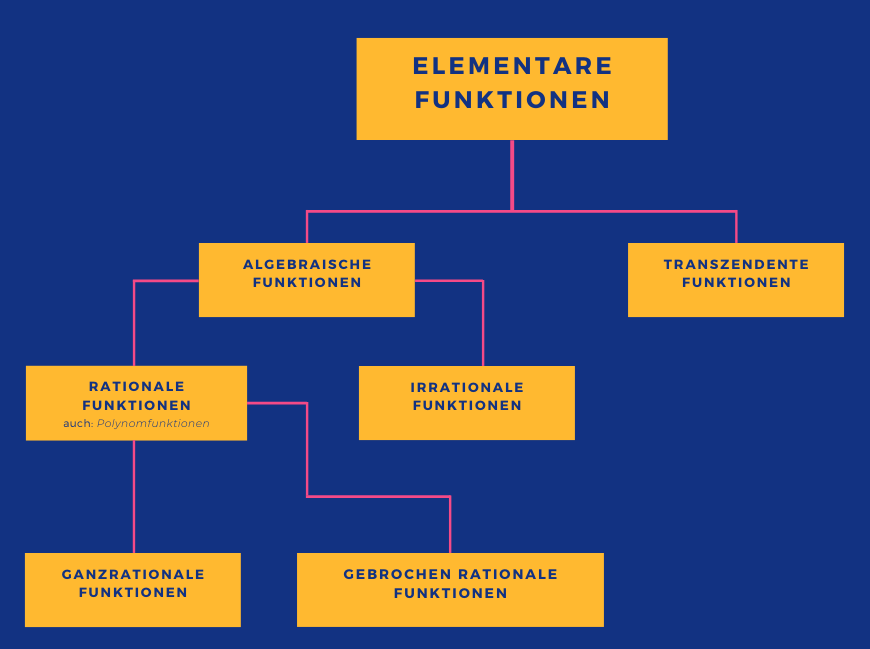 ELEMENTARE
FUNKTIONEN
ALGEBRAISCHE
FUNKTIONEN
TRANSZENDENTE
FUNKTIONEN
RATIONALE
FUNKTIONEN
auch: Polynomfunktionen
IRRATIONALE
FUNKTIONEN
GANZRATIONALE
FUNKTIONEN
GEBROCHEN RATIONALE
FUNKTIONEN